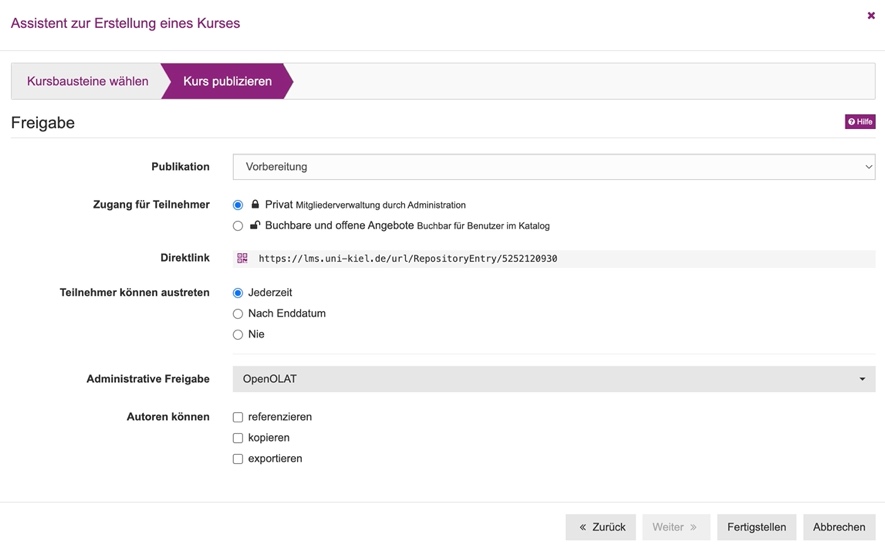 Assistent zur Erstellung eines Kurses
Kursbausteine wählen Kurs publizieren
Freigabe Hilfe
Publikation Vorbereitung
Zugang für Teilnehmer Privat Mitgliederverwaltung durch Administration
Buchbare und offene Angebote Buchbar für Benutzer im Katalog
Direktlink https://lms.uni-kiel.de/url/RepositoryEntry/5252120930
Teilnehmer können austreten Jederzeit
Nach Enddatum
Nie
Administrative Freigabe OpenOLAT
Autoren können referenzieren
kopieren
exportieren
« Zurück Weiter » Fertigstellen Abbrechen